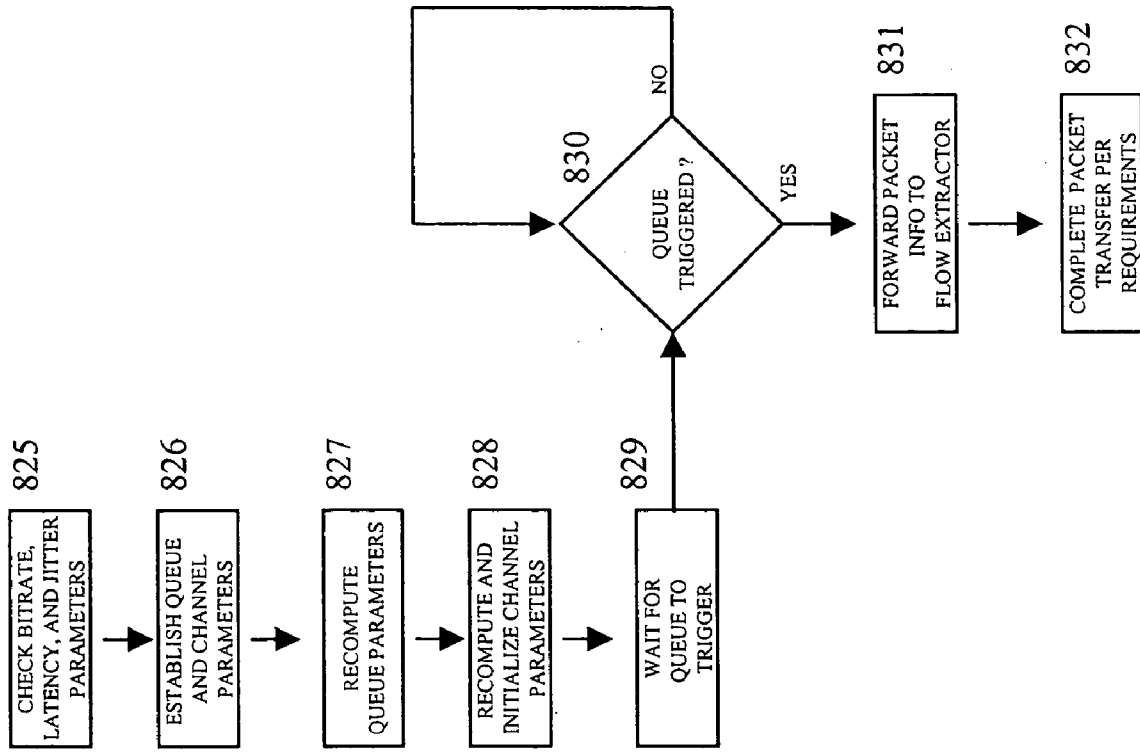 825
CHECK BITRATE,
LATENCY, AND JITTER
PARAMETERS
826
ESTABLISH QUEUE
AND CHANNEL
PARAMETERS
827
RECOMPUTE
QUEUE PARAMETERS
828
RECOMPUTE AND
INITIALIZE CHANNEL
PARAMETERS
829
WAIT FOR
QUEUE TO
TRIGGER
830
QUEUE
TRIGGERED ?
NO
YES
831
FORWARD PACKET
INFO TO
FLOW EXTRACTOR
832
COMPLETE PACKET
TRANSFER PER
REQUIREMENTS